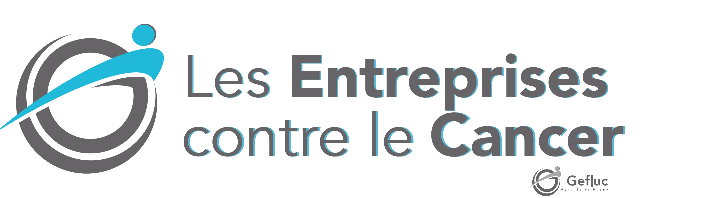 Les Entreprises
contre le Cancer
Gefluc